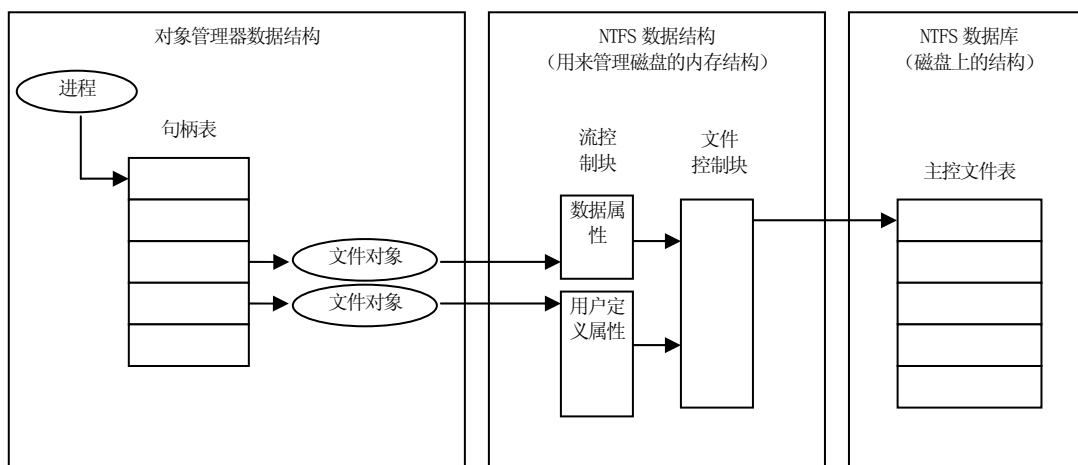 对象管理器数据结构
进程
句柄表
文件对象
文件对象
NTFS 数据结构
（用来管理磁盘的内存结构）
流控
制块
数据属
性
用户定
义属性
文件
控制块
NTFS 数据库
（磁盘上的结构）
主控文件表